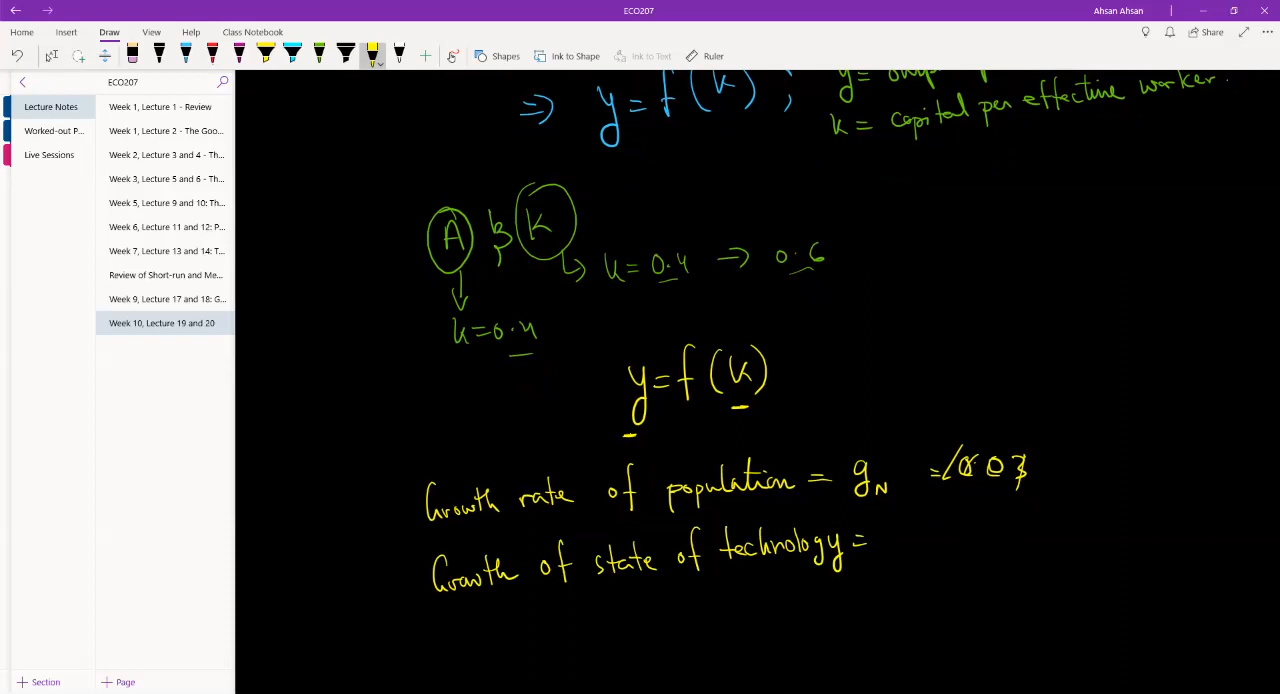 ECO207
Ahsan Ahsan
Home Insert Draw View Help Class Notebook
Share
Shapes Ink to Shape Ink to Text Ruler
ECO207
Lecture Notes
Worked-out P...
Live Sessions
Week 1, Lecture 1 - Review
Week 1, Lecture 2 - The Goo...
Week 2, Lecture 3 and 4 - Th...
Week 3, Lecture 5 and 6 - Th...
Week 5, Lecture 9 and 10: Th...
Week 6, Lecture 11 and 12: P...
Week 7, Lecture 13 and 14: T...
Review of Short-run and Me...
Week 9, Lecture 17 and 18: G...
Week 10, Lecture 19 and 20
+ Section
+ Page
⇒ y = f(k) ;
y =
k = capital per effective worker.
A & K
↳ k = 0.4 → 0.6
k = 0.4
y = f(k)
Growth rate of population = gN =
Growth of state of technology =